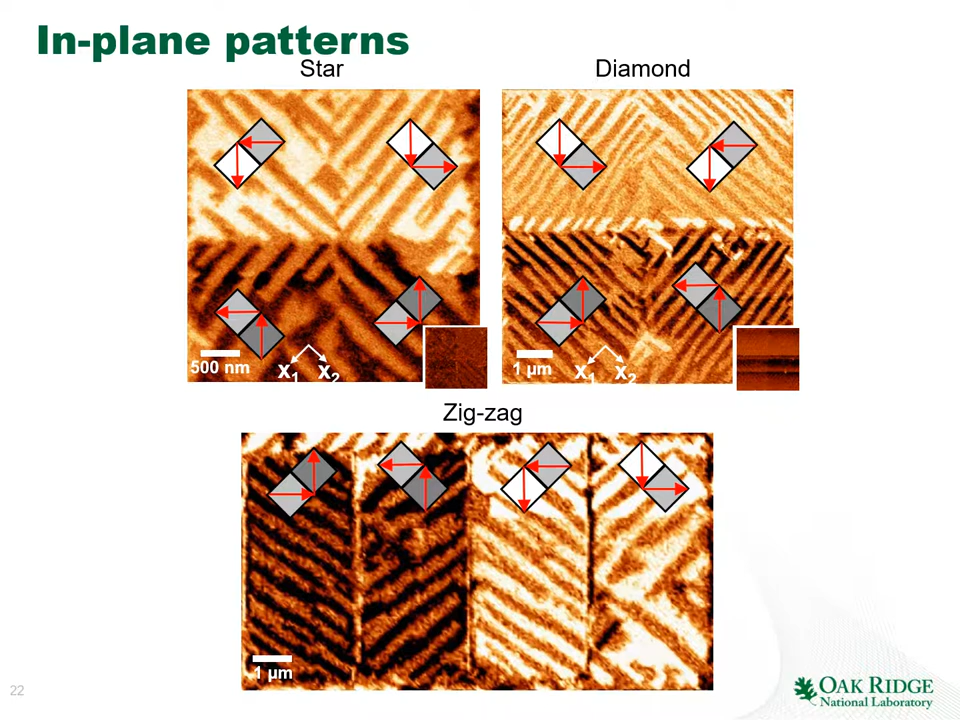 In-plane patterns
Star
Diamond
500 nm
x1
x2
1 µm
x1
x2
Zig-zag
1 µm
22
OAK RIDGE
National Laboratory